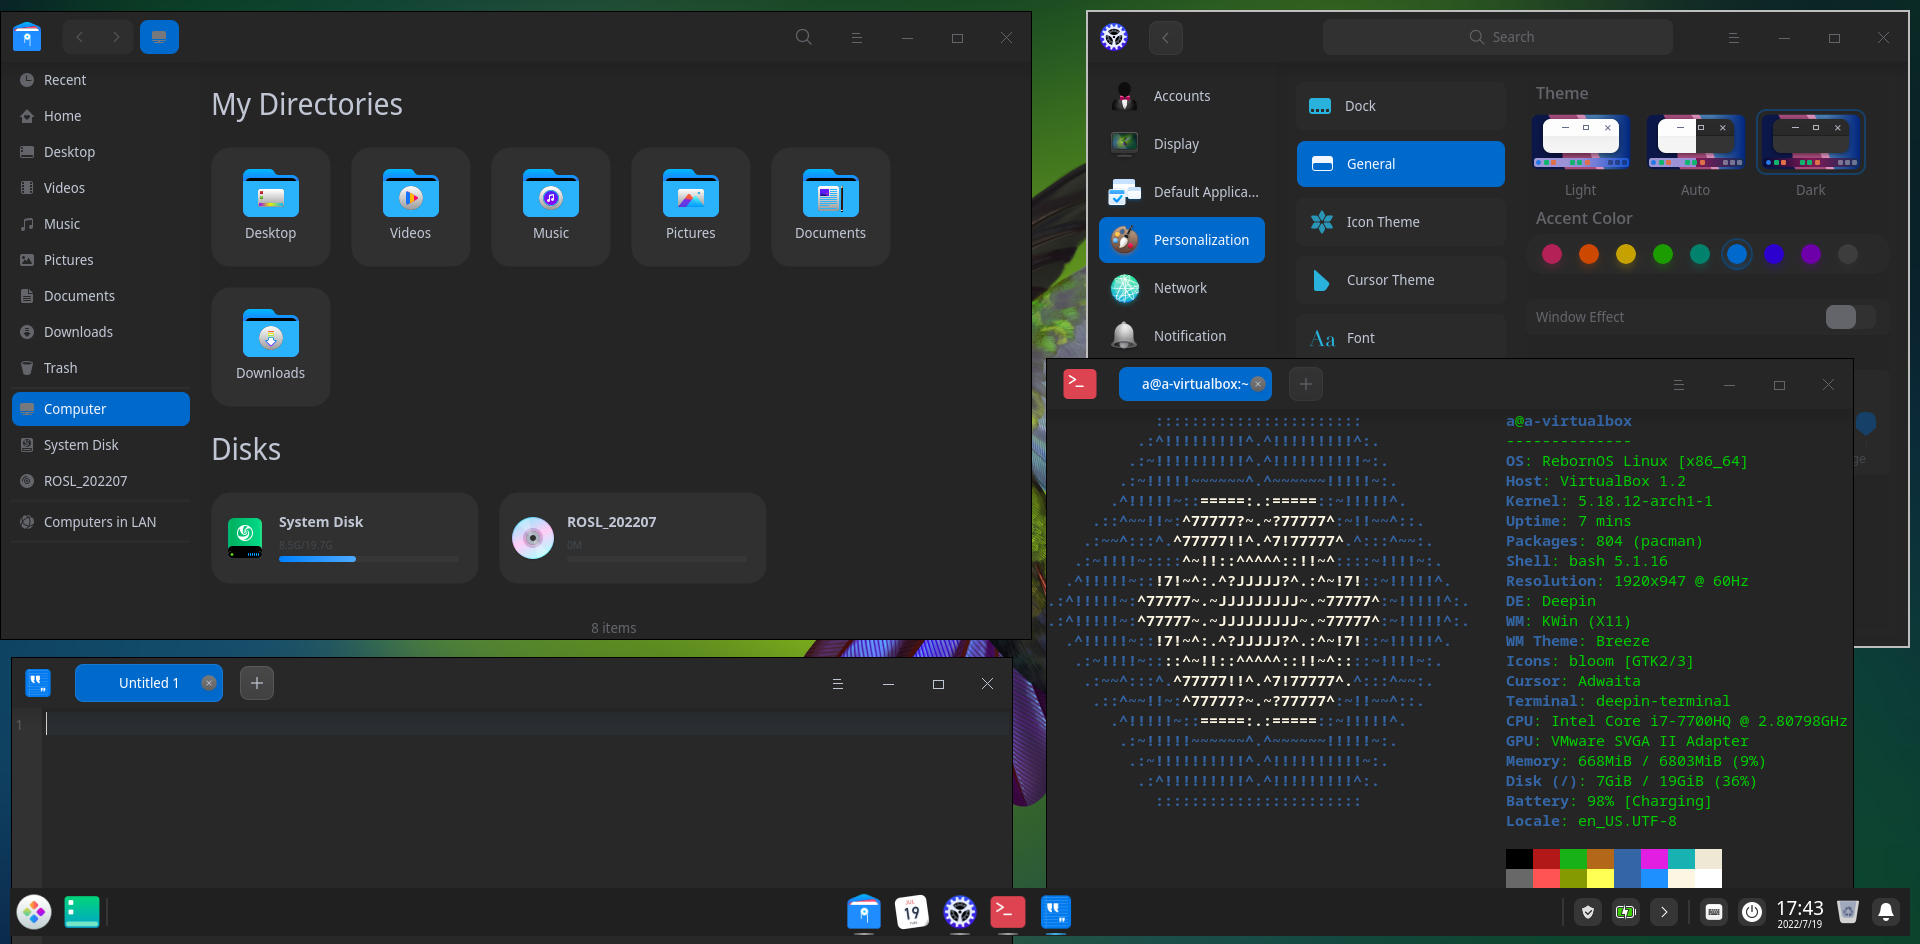 Recent
Home
Desktop
Videos
Music
Pictures
Documents
Downloads
Trash
Computer
System Disk
ROSL_202207
Computers in LAN
My Directories
Desktop
Videos
Music
Pictures
Documents
Downloads
Disks
System Disk
8.5G/19.7G
ROSL_202207
0M
8 items
Search
Accounts
Display
Default Applica...
Personalization
Network
Notification
Dock
General
Icon Theme
Cursor Theme
Aa Font
Theme
Light
Auto
Dark
Accent Color
Window Effect
ge
a@a-virtualbox:~
a@a-virtualbox
--------------
OS: RebornOS Linux [x86_64]
Host: VirtualBox 1.2
Kernel: 5.18.12-arch1-1
Uptime: 7 mins
Packages: 804 (pacman)
Shell: bash 5.1.16
Resolution: 1920x947 @ 60Hz
DE: Deepin
WM: KWin (X11)
WM Theme: Breeze
Icons: bloom [GTK2/3]
Cursor: Adwaita
Terminal: deepin-terminal
CPU: Intel Core i7-7700HQ @ 2.80798GHz
GPU: VMware SVGA II Adapter
Memory: 668MiB / 6803MiB (9%)
Disk (/): 7GiB / 19GiB (36%)
Battery: 98% [Charging]
Locale: en_US.UTF-8
Untitled 1
1
JUL
19
17:43
2022/7/19